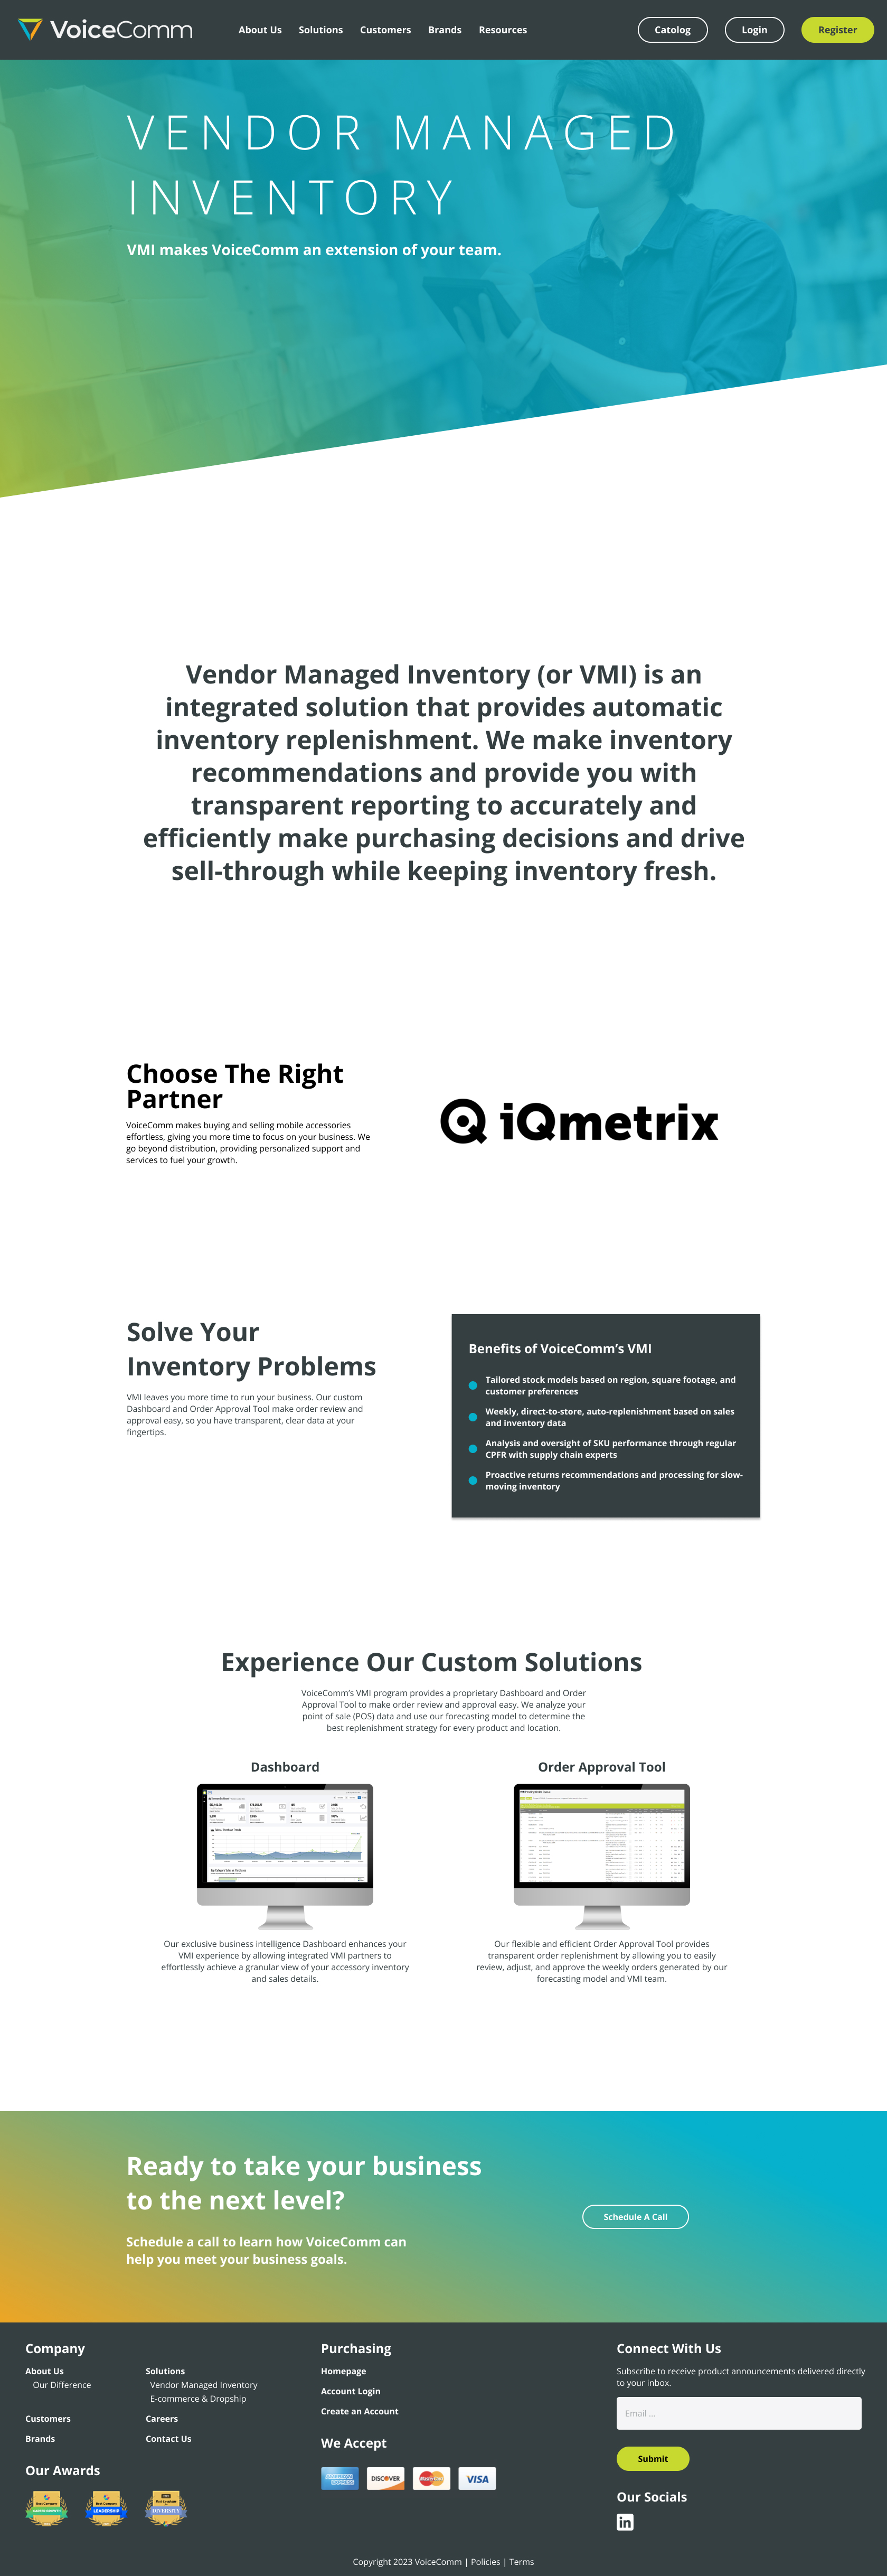 VoiceComm
About Us
Solutions
Customers
Brands
Resources
Catolog
Login
Register
VENDOR MANAGED
INVENTORY
VMI makes VoiceComm an extension of your team.
Vendor Managed Inventory (or VMI) is an
integrated solution that provides automatic
inventory replenishment. We make inventory
recommendations and provide you with
transparent reporting to accurately and
efficiently make purchasing decisions and drive
sell-through while keeping inventory fresh.
Choose The Right
Partner
VoiceComm makes buying and selling mobile accessories
effortless, giving you more time to focus on your business. We
go beyond distribution, providing personalized support and
services to fuel your growth.
iQmetrix
Solve Your
Inventory Problems
VMI leaves you more time to run your business. Our custom
Dashboard and Order Approval Tool make order review and
approval easy, so you have transparent, clear data at your
fingertips.
Benefits of VoiceComm’s VMI
Tailored stock models based on region, square footage, and
customer preferences
Weekly, direct-to-store, auto-replenishment based on sales
and inventory data
Analysis and oversight of SKU performance through regular
CPFR with supply chain experts
Proactive returns recommendations and processing for slow-
moving inventory
Experience Our Custom Solutions
VoiceComm’s VMI program provides a proprietary Dashboard and Order
Approval Tool to make order review and approval easy. We analyze your
point of sale (POS) data and use our forecasting model to determine the
best replenishment strategy for every product and location.
Dashboard
Our exclusive business intelligence Dashboard enhances your
VMI experience by allowing integrated VMI partners to
effortlessly achieve a granular view of your accessory inventory
and sales details.
Order Approval Tool
Our flexible and efficient Order Approval Tool provides
transparent order replenishment by allowing you to easily
review, adjust, and approve the weekly orders generated by our
forecasting model and VMI team.
Ready to take your business
to the next level?
Schedule a call to learn how VoiceComm can
help you meet your business goals.
Schedule A Call
Company
About Us
Our Difference
Customers
Brands
Solutions
Vendor Managed Inventory
E-commerce & Dropship
Careers
Contact Us
Our Awards
Best Company
LEADERSHIP
Best Company
DIVERSITY
Purchasing
Homepage
Account Login
Create an Account
We Accept
AMERICAN
EXPRESS
DISCOVER
MasterCard
VISA
Connect With Us
Subscribe to receive product announcements delivered directly
to your inbox.
Email ...
Submit
Our Socials
in
Copyright 2023 VoiceComm | Policies | Terms